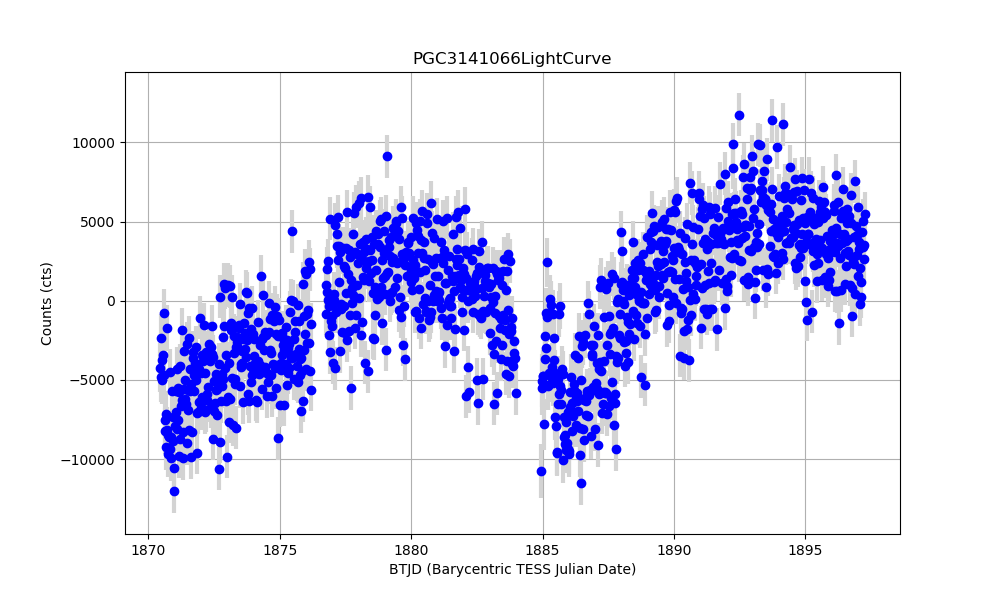 PGC3141066LightCurve
Counts (cts)
10000
5000
0
−5000
−10000
1870 1875 1880 1885 1890 1895
BTJD (Barycentric TESS Julian Date)